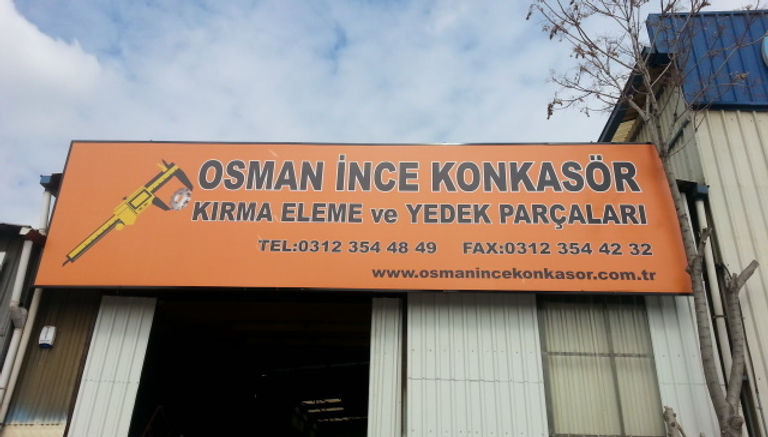 OSMAN İNCE KONKASÖR
KIRMA ELEME ve YEDEK PARÇALARI
TEL:0312 354 48 49 FAX:0312 354 42 32
www.osmanincekonkasor.com.tr